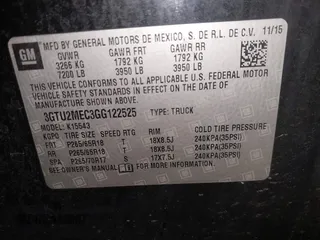 GM
MFD BY GENERAL MOTORS DE MEXICO, S. DE R.L. DE C.V. 11/15
GVWR GAWR FRT GAWR RR
3266 KG 1792 KG 1792 KG
7200 LB 3950 LB 3950 LB
THIS VEHICLE CONFORMS TO ALL APPLICABLE U.S. FEDERAL
SAFETY STANDARDS IN
EFFECT ON THE DATE OF MANUFACTURE SHOWN ABOVE.
3GTU2MEC3GG122525 TYPE: TRUCK
MODEL: K15543
TIRE SIZE SPEED RTG RIM COLD TIRE PRESSURE
FRT P265/65R18 T 18X8.5J 240KPA(35PSI)
RR P265/65R18 T 18X8.5J 240KPA(35PSI)
SPA P265/70R17 S 17X7.5J 240KPA(35PSI)
SEE OWNER'S MANUAL FOR MORE INFORMATION.